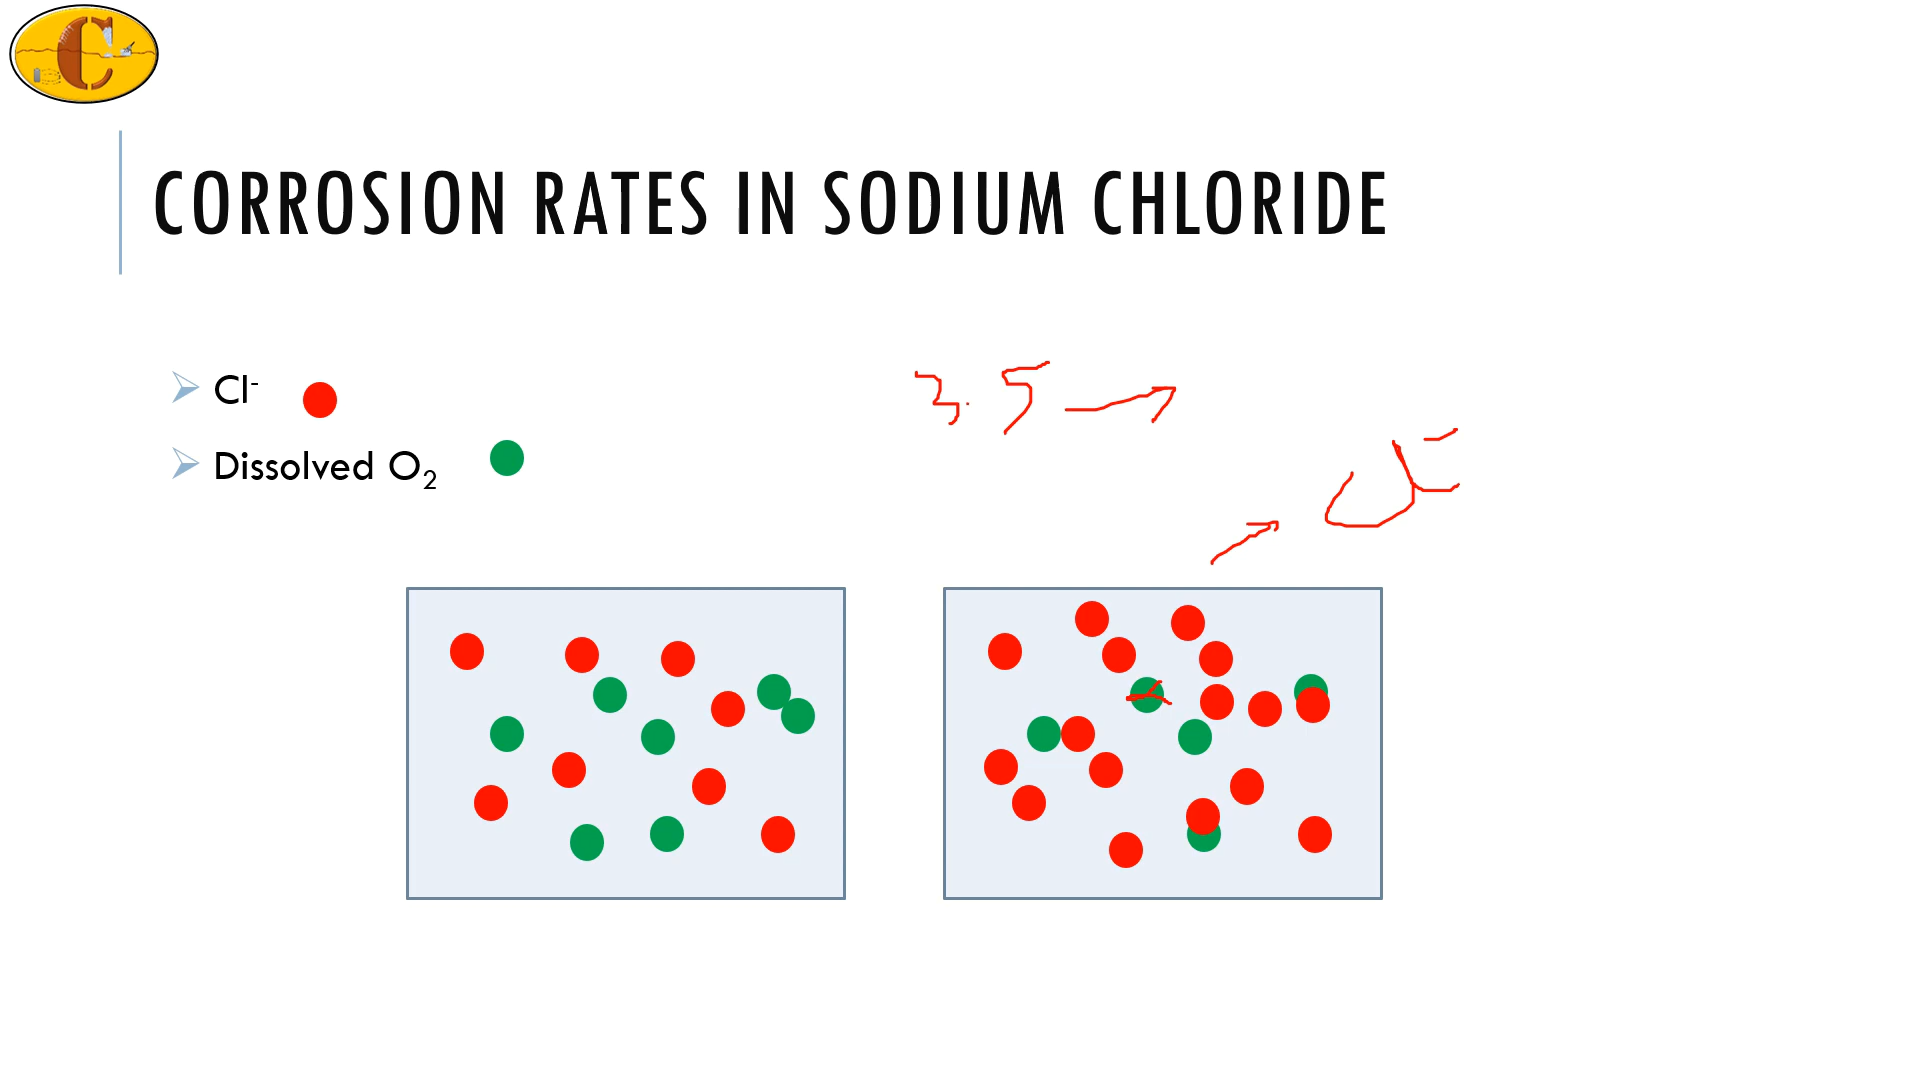 C
CORROSION RATES IN SODIUM CHLORIDE
Cl⁻
3.5
Dissolved O₂